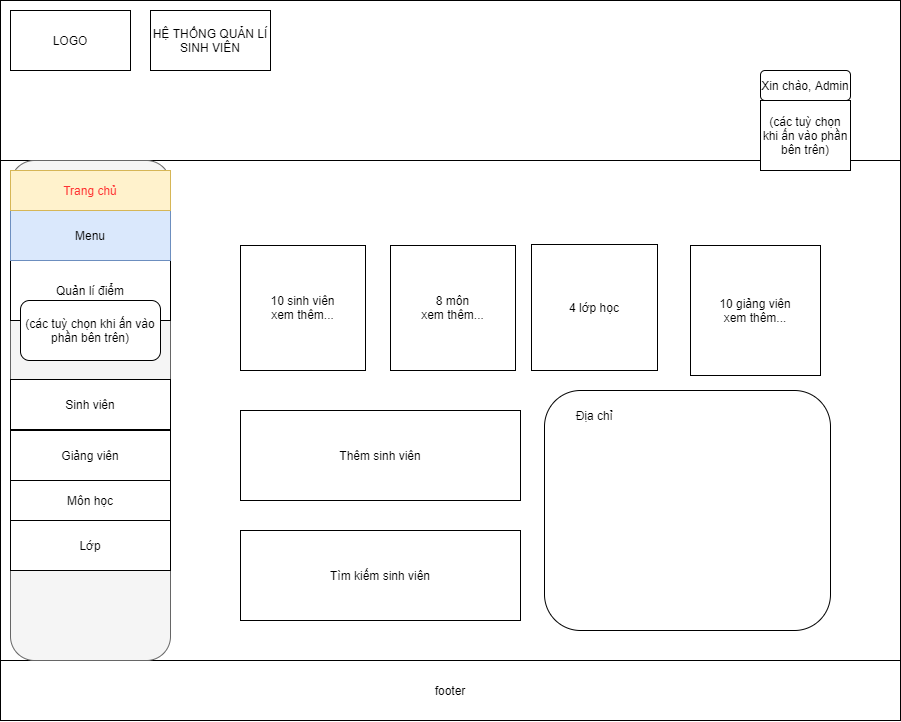 LOGO
HỆ THỐNG QUẢN LÍ
SINH VIÊN
Xin chào, Admin
(các tuỳ chọn
khi ấn vào phần
bên trên)
Trang chủ
Menu
Quản lí điểm
(các tuỳ chọn khi ấn vào
phần bên trên)
Sinh viên
Giảng viên
Môn học
Lớp
10 sinh viên
xem thêm...
8 môn
xem thêm...
4 lớp học
10 giảng viên
xem thêm...
Thêm sinh viên
Địa chỉ
Tìm kiếm sinh viên
footer